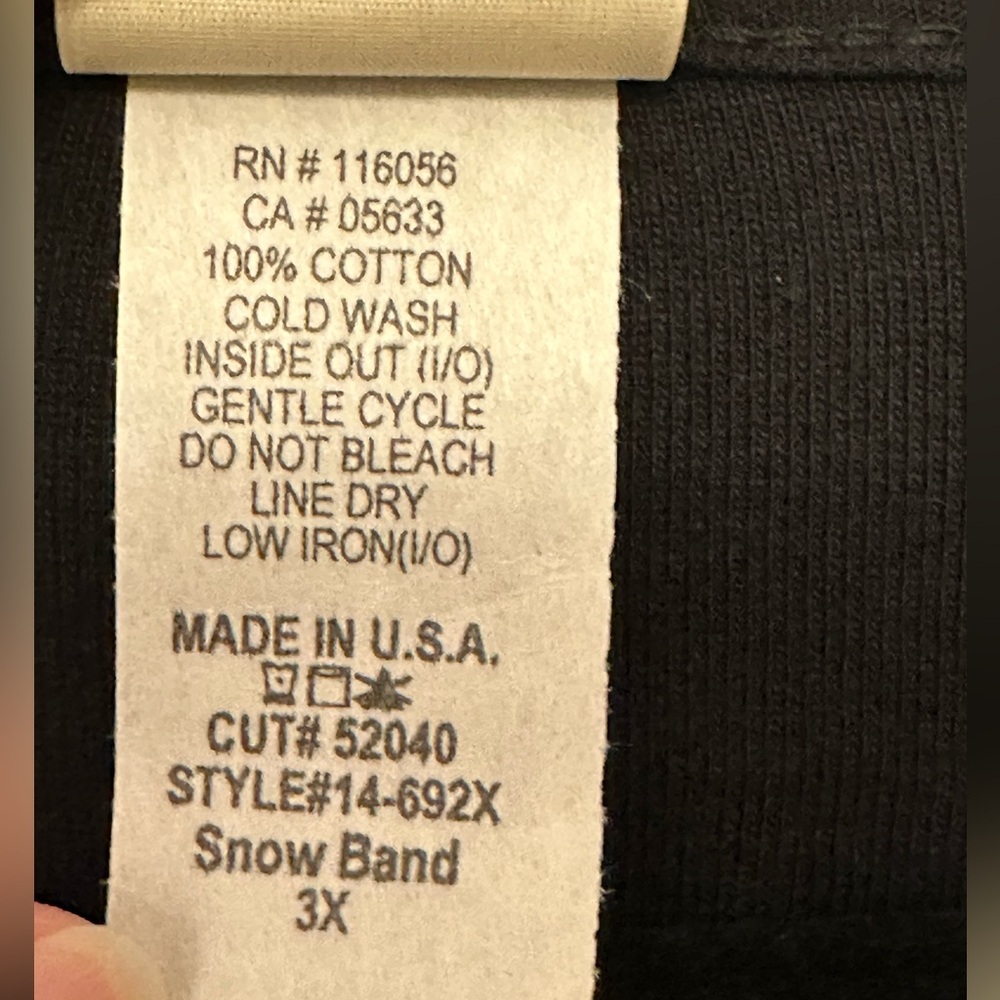 RN # 116056
CA # 05633
100% COTTON
COLD WASH
INSIDE OUT (I/O)
GENTLE CYCLE
DO NOT BLEACH
LINE DRY
LOW IRON(I/O)
MADE IN U.S.A.
CUT# 52040
STYLE#14-692X
Snow Band
3X